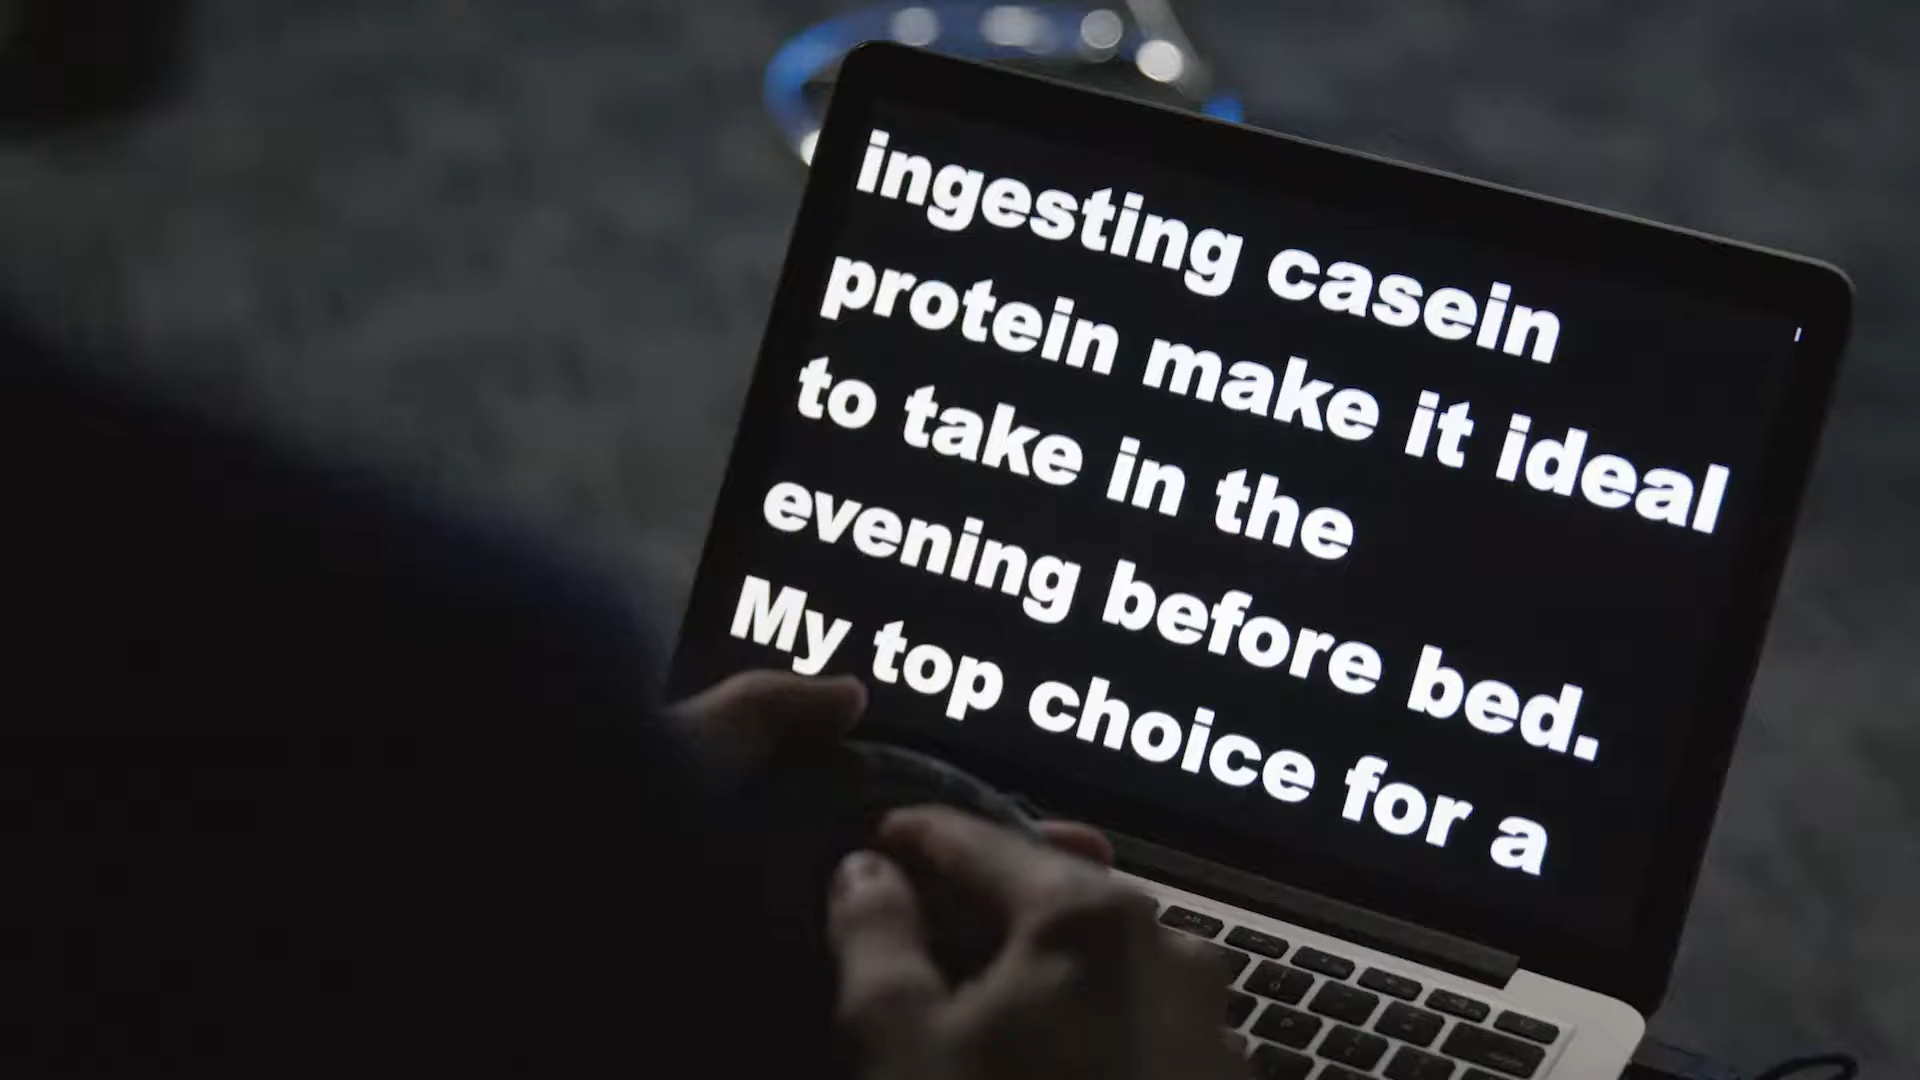 ingesting casein
protein make it ideal
to take in the
evening before bed.
My top choice for a